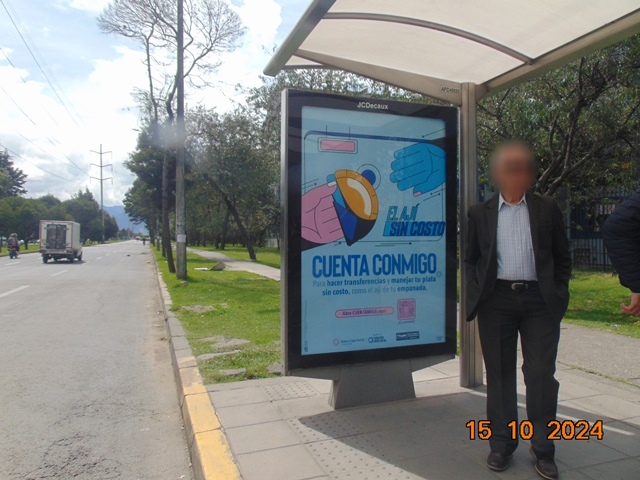 JCDecaux
EL AJÍ
SIN COSTO
CUENTA CONMIGO
Para hacer transferencias y manejar tu plata
sin costo, como el ají de tu empanada.
15 10 2024